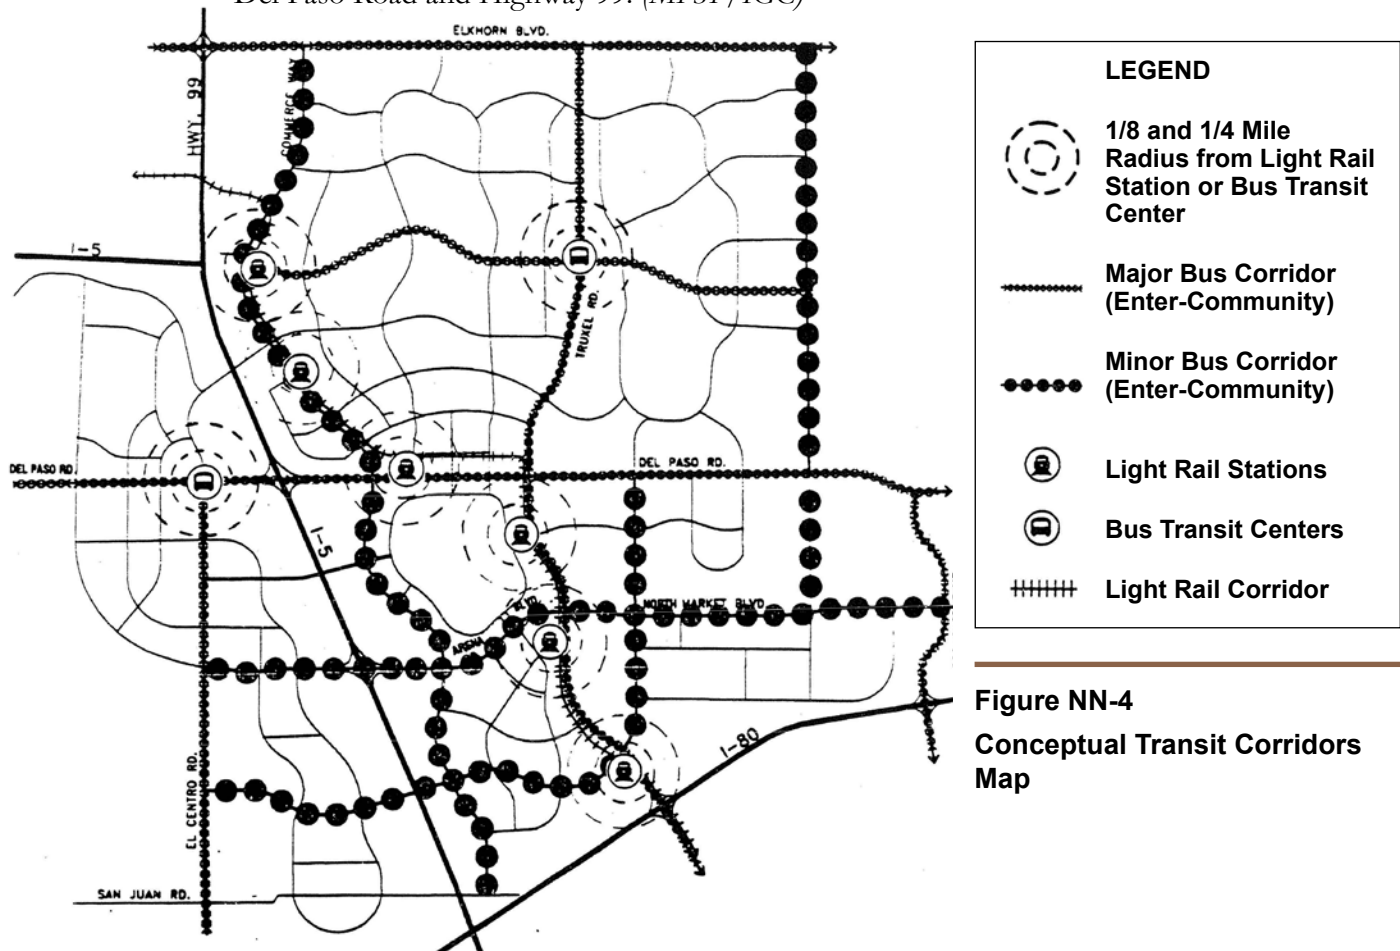 Del Paso Road and Highway 99. (MPSP/IGC)
ELKHORN BLVD.
HWY. 99
COMMERCE WAY
I-5
TRUXEL RD.
DEL PASO RD.
DEL PASO RD.
I-5
BLVD.
NORTH MARKET BLVD.
ARENA
I-80
EL CENTRO RD.
SAN JUAN RD.
LEGEND
1/8 and 1/4 Mile
Radius from Light Rail
Station or Bus Transit
Center
Major Bus Corridor
(Enter-Community)
Minor Bus Corridor
(Enter-Community)
Light Rail Stations
Bus Transit Centers
Light Rail Corridor
Figure NN-4
Conceptual Transit Corridors
Map